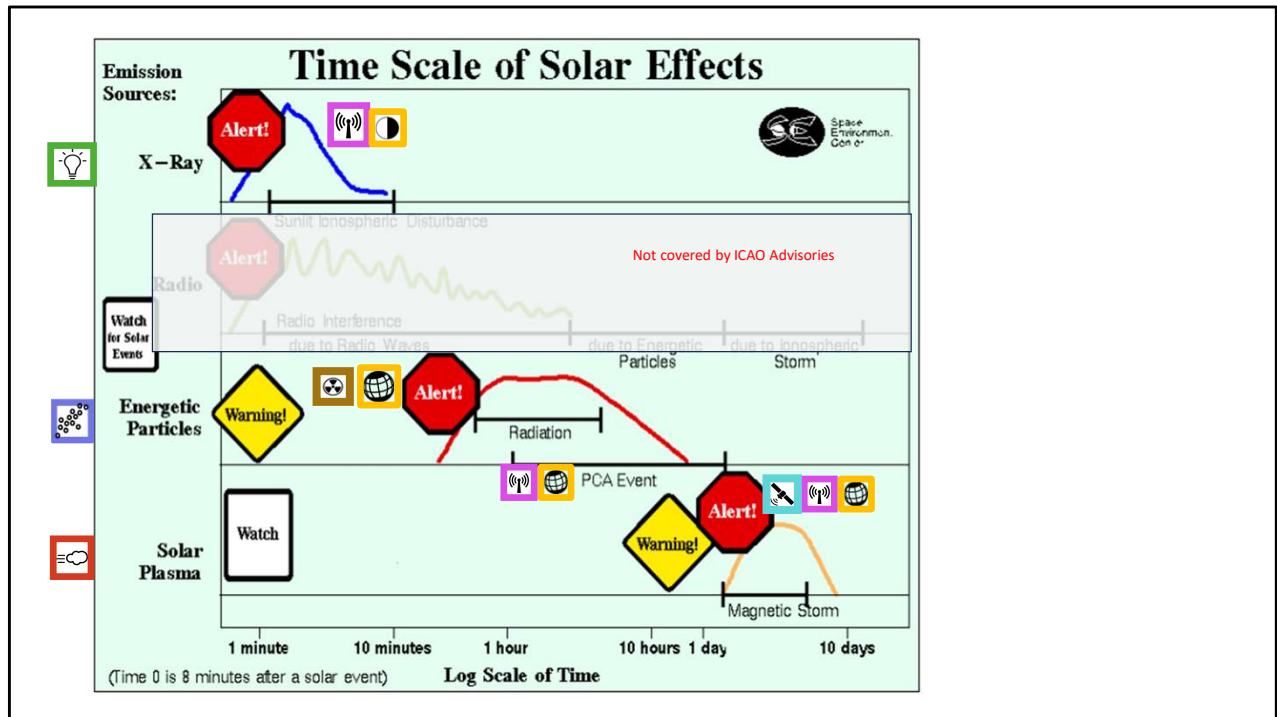 Time Scale of Solar Effects
Emission
Sources:
Alert!
Space
X-Ray
Sunlit Ionospheric Disturbance
Alert!
Not covered by ICAO Advisories
Radio
Watch
for Solar
Events
Radio Interference
due to Radio Waves
due to Energetic
Particles
due to Ionospheric
Storm
Energetic
Particles
Warning!
Alert!
Radiation
PCA Event
Solar
Plasma
Watch
Warning!
Alert!
Magnetic Storm
1 minute
10 minutes
1 hour
10 hours
1 day
10 days
(Time 0 is 8 minutes after a solar event)
Log Scale of Time